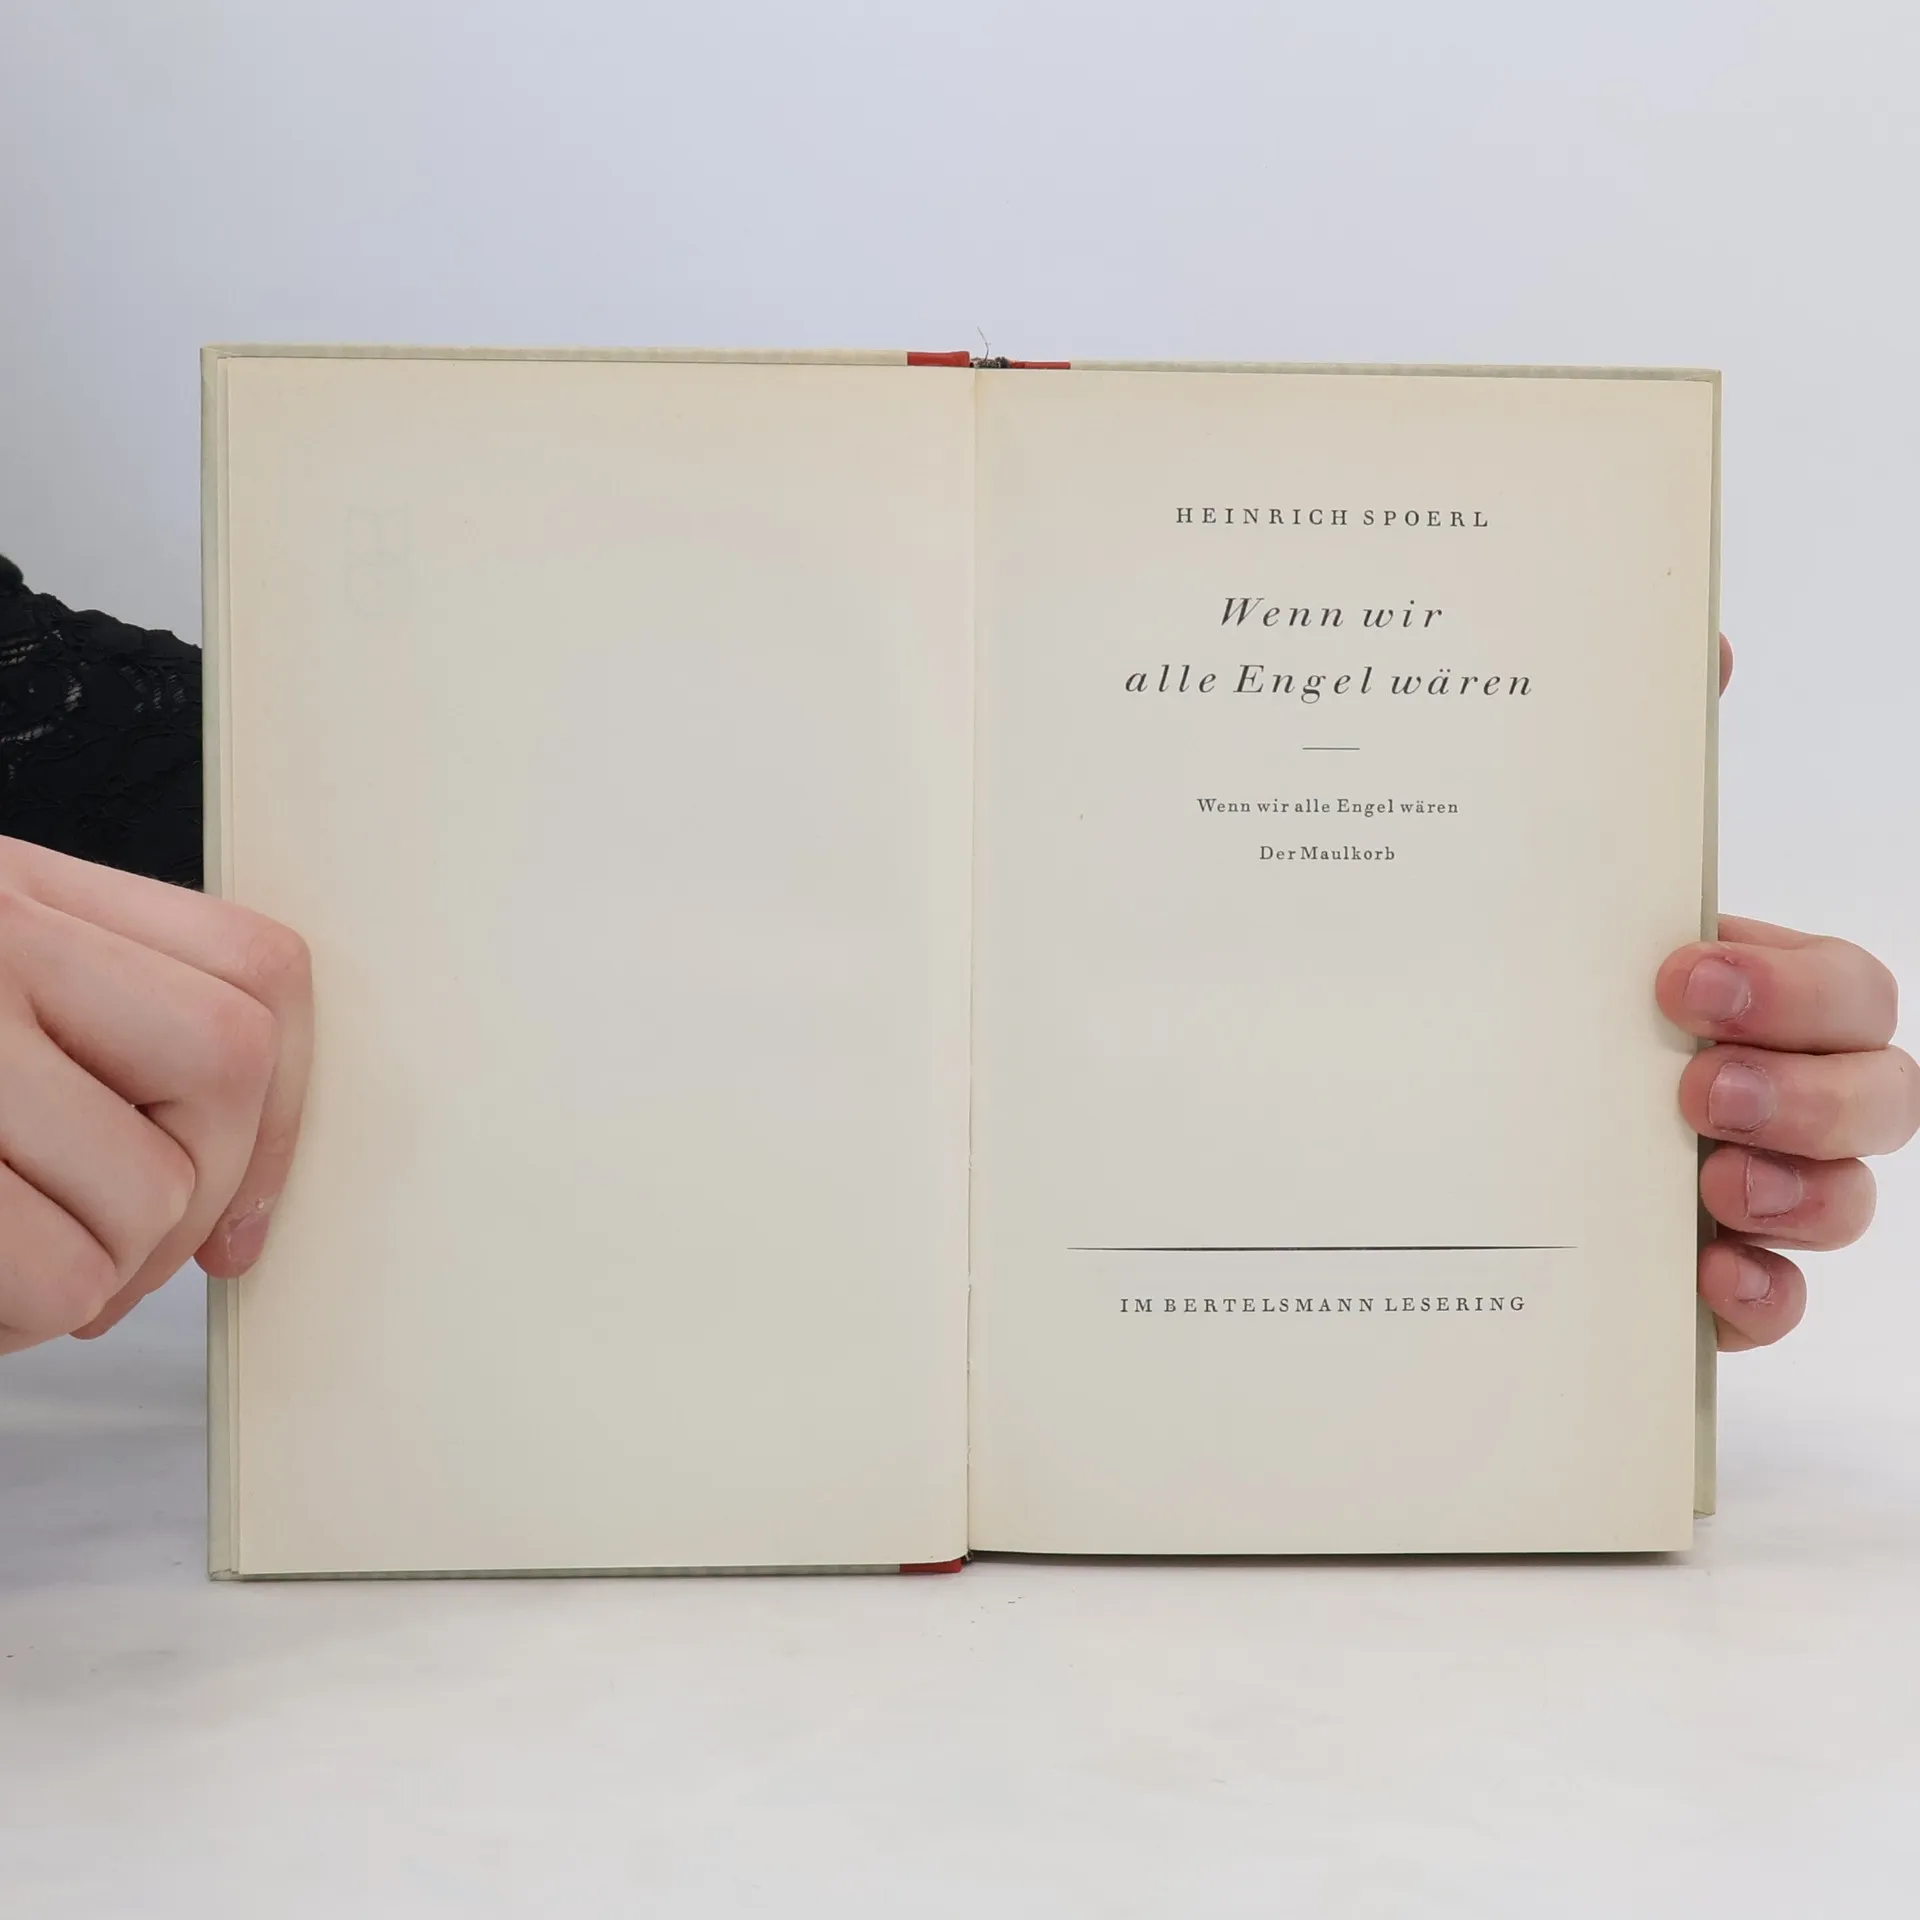 HEINRICH SPOERL
Wenn wir
alle Engel wären
Wenn wir alle Engel wären
Der Maulkorb
IM BERTELSMANN LESERING